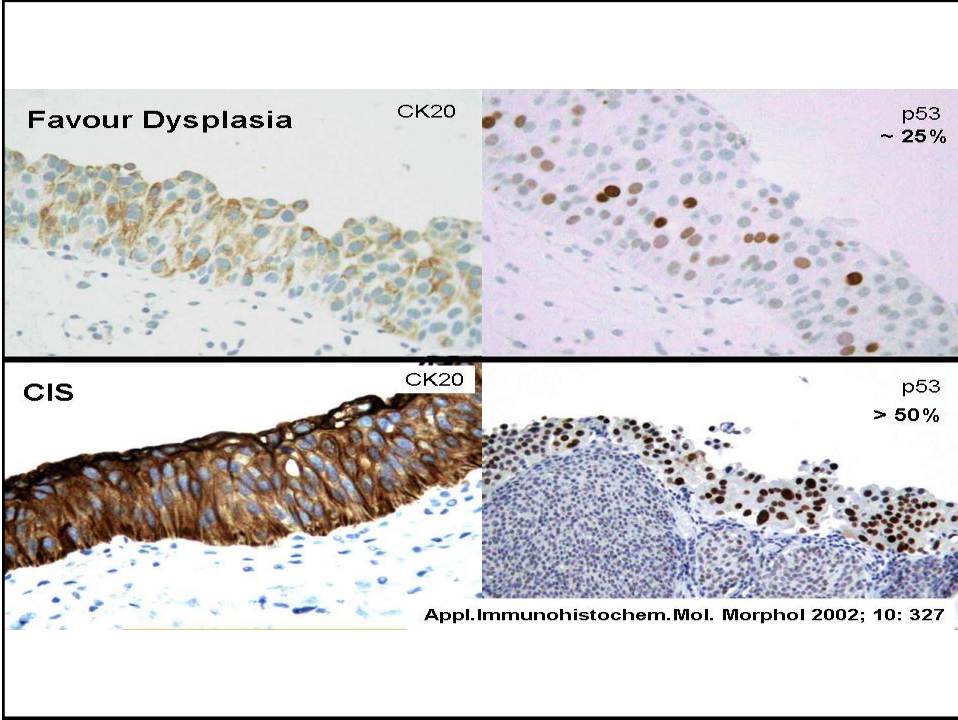 Favour Dysplasia
CK20
p53
~ 25%
CIS
CK20
p53
> 50%
Appl.Immunohistochem.Mol. Morphol 2002; 10: 327